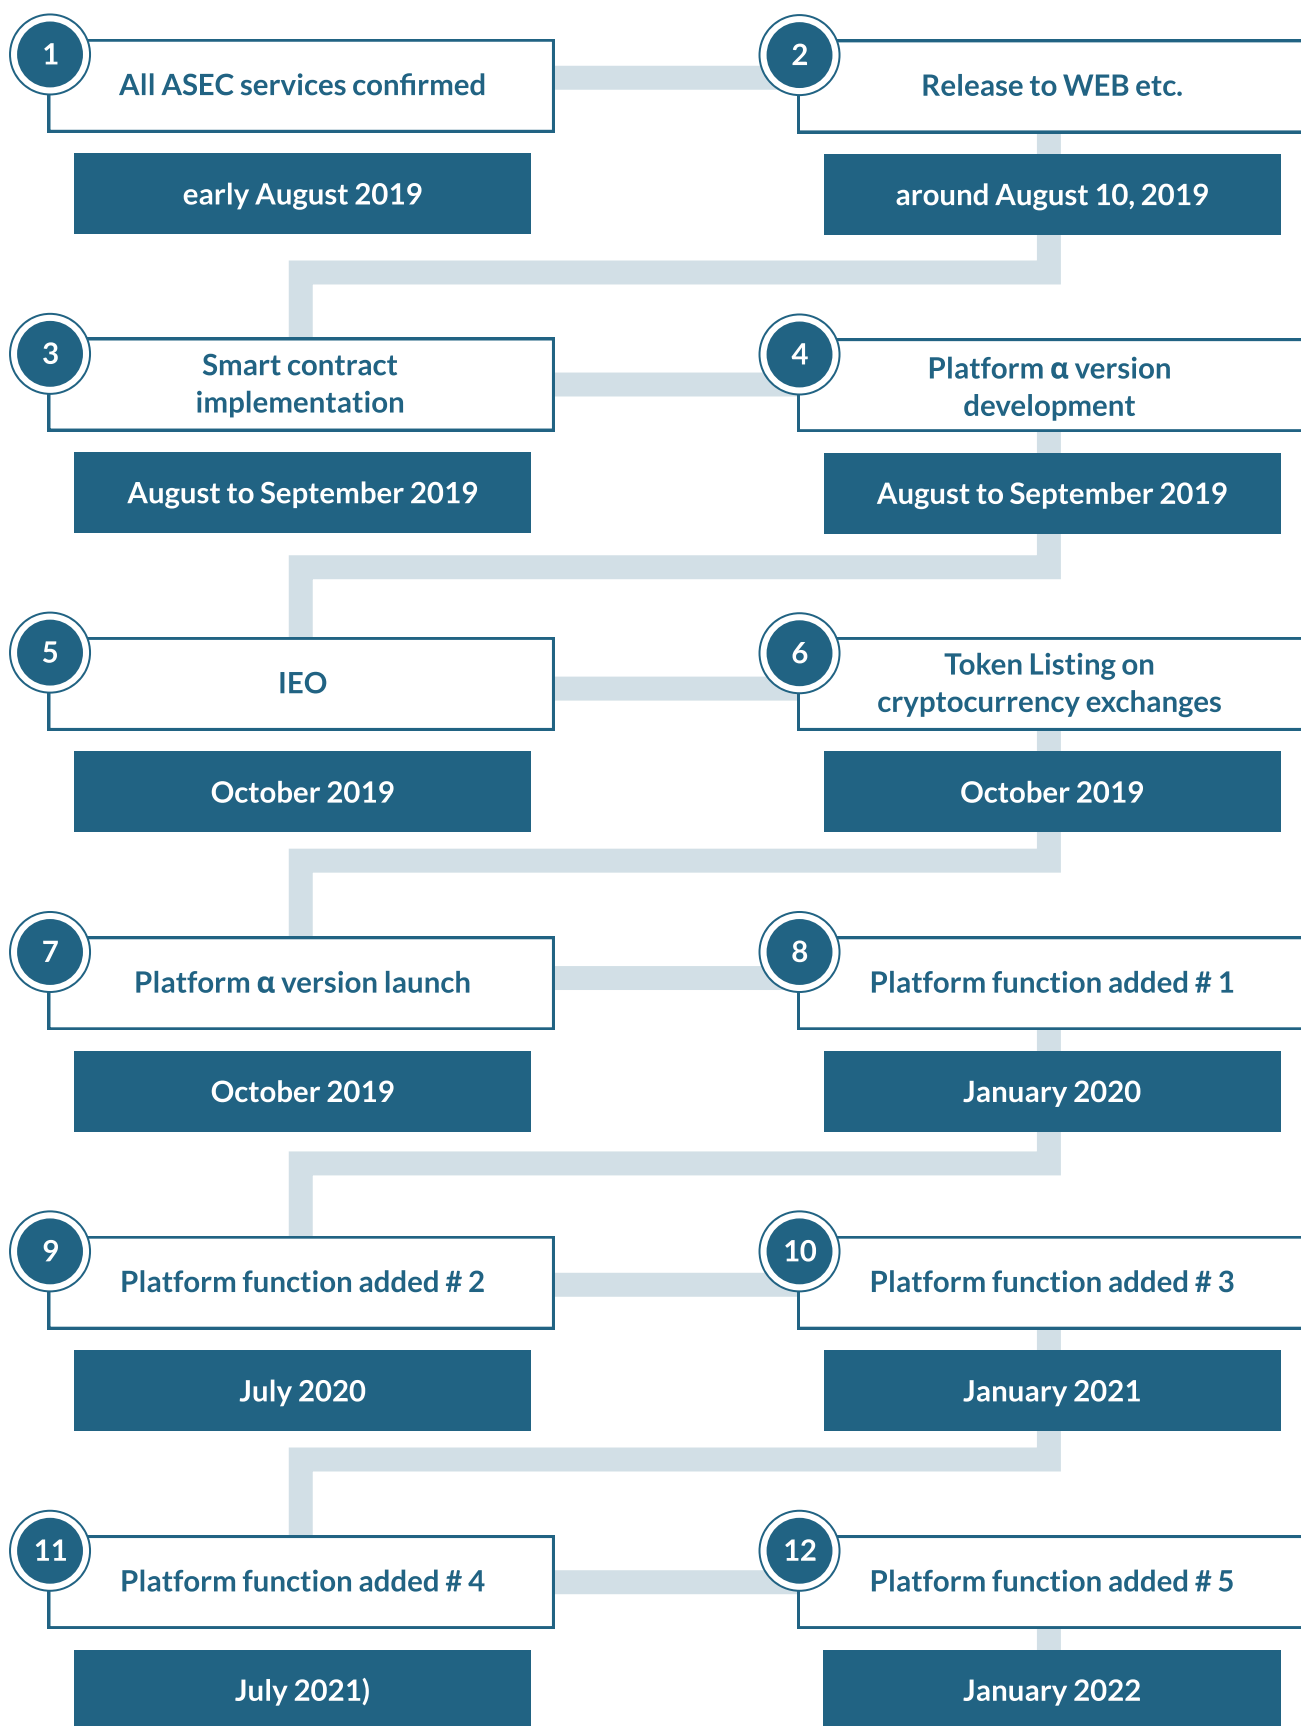 1
All ASEC services confirmed
early August 2019
2
Release to WEB etc.
around August 10, 2019
3
Smart contract
implementation
August to September 2019
4
Platform α version
development
August to September 2019
5
IEO
October 2019
6
Token Listing on
cryptocurrency exchanges
October 2019
7
Platform α version launch
October 2019
8
Platform function added # 1
January 2020
9
Platform function added # 2
July 2020
10
Platform function added # 3
January 2021
11
Platform function added # 4
July 2021)
12
Platform function added # 5
January 2022